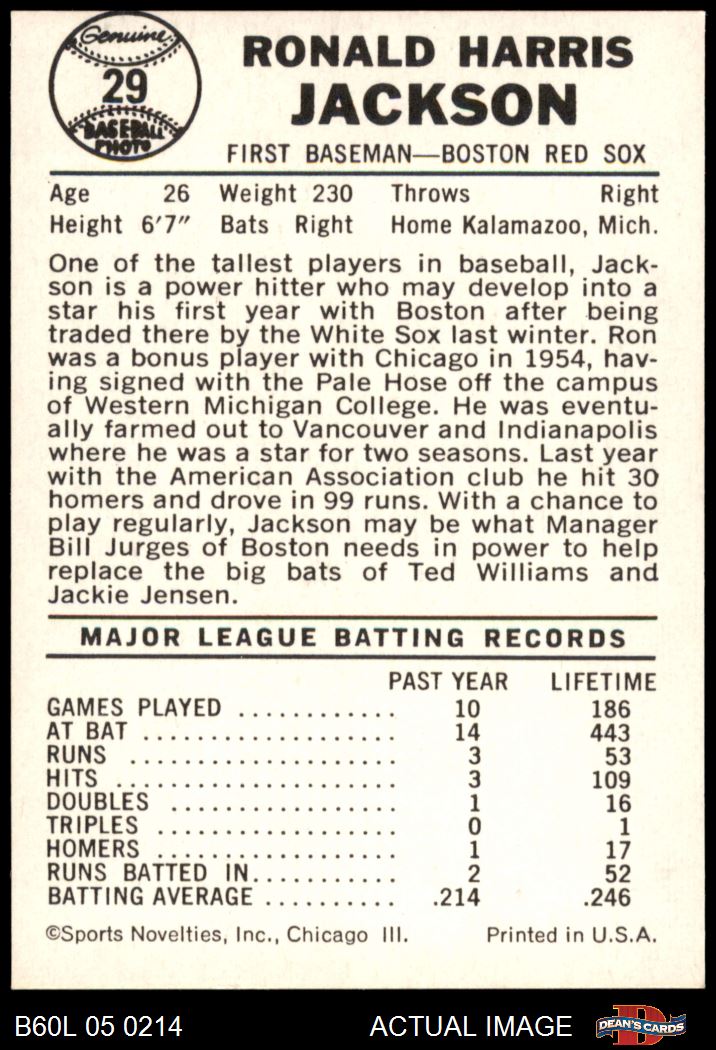 Genuine
29
BASEBALL
PHOTO
RONALD HARRIS
JACKSON
FIRST BASEMAN—BOSTON RED SOX
Age 26 Weight 230 Throws Right
Height 6'7" Bats Right Home Kalamazoo, Mich.
One of the tallest players in baseball, Jack-
son is a power hitter who may develop into a
star his first year with Boston after being
traded there by the White Sox last winter. Ron
was a bonus player with Chicago in 1954, hav-
ing signed with the Pale Hose off the campus
of Western Michigan College. He was eventu-
ally farmed out to Vancouver and Indianapolis
where he was a star for two seasons. Last year
with the American Association club he hit 30
homers and drove in 99 runs. With a chance to
play regularly, Jackson may be what Manager
Bill Jurges of Boston needs in power to help
replace the big bats of Ted Williams and
Jackie Jensen.
MAJOR LEAGUE BATTING RECORDS
PAST YEAR LIFETIME
GAMES PLAYED ............ 10 186
AT BAT .................... 14 443
RUNS ..................... 3 53
HITS ...................... 3 109
DOUBLES .................. 1 16
TRIPLES ................... 0 1
HOMERS ................... 1 17
RUNS BATTED IN........... 2 52
BATTING AVERAGE .......... .214 .246
©Sports Novelties, Inc., Chicago Ill. Printed in U.S.A.
B60L 05 0214 ACTUAL IMAGE DEAN'S CARDS